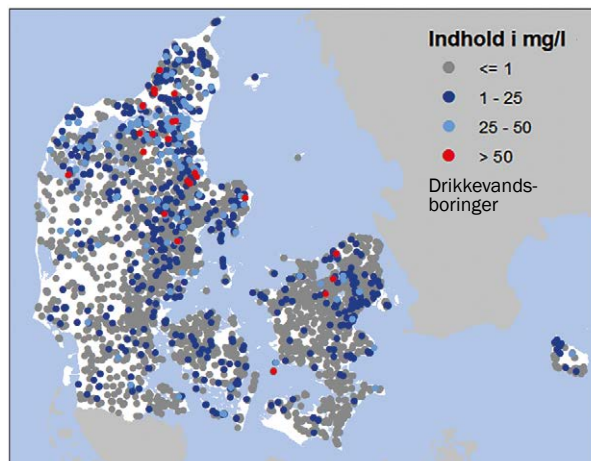 Indhold i mg/l
<= 1
1 - 25
25 - 50
> 50
Drikkevands-
boringer